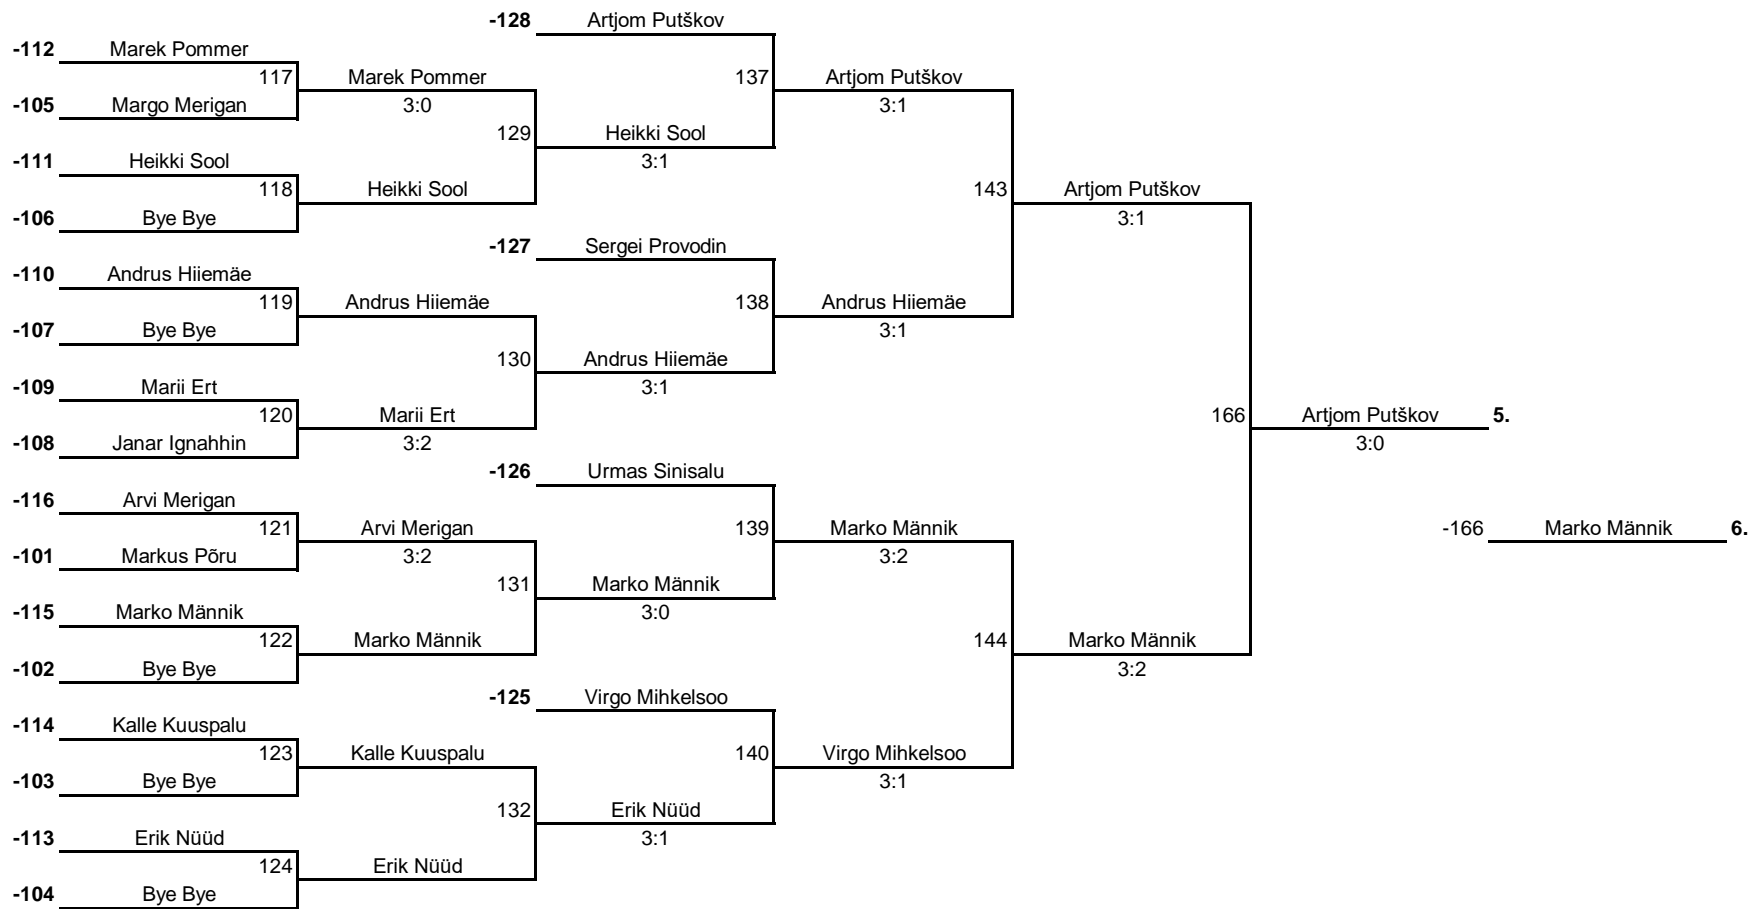 -128 Artjom Putškov
-112 Marek Pommer
117 Marek Pommer 137 Artjom Putškov
-105 Margo Merigan 3:0 3:1
129 Heikki Sool
-111 Heikki Sool 3:1
118 Heikki Sool 143 Artjom Putškov
-106 Bye Bye 3:1
-127 Sergei Provodin
-110 Andrus Hiiemäe
119 Andrus Hiiemäe 138 Andrus Hiiemäe
-107 Bye Bye 3:1
130 Andrus Hiiemäe
-109 Marii Ert 3:1
120 Marii Ert 166 Artjom Putškov 5.
-108 Janar Ignahhin 3:2 3:0
-126 Urmas Sinisalu
-116 Arvi Merigan
121 Arvi Merigan 139 Marko Männik -166 Marko Männik 6.
-101 Markus Põru 3:2 3:2
131 Marko Männik
-115 Marko Männik 3:0
122 Marko Männik 144 Marko Männik
-102 Bye Bye 3:2
-125 Virgo Mihkelsoo
-114 Kalle Kuuspalu
123 Kalle Kuuspalu 140 Virgo Mihkelsoo
-103 Bye Bye 3:1
132 Erik Nüüd
-113 Erik Nüüd 3:1
124 Erik Nüüd
-104 Bye Bye